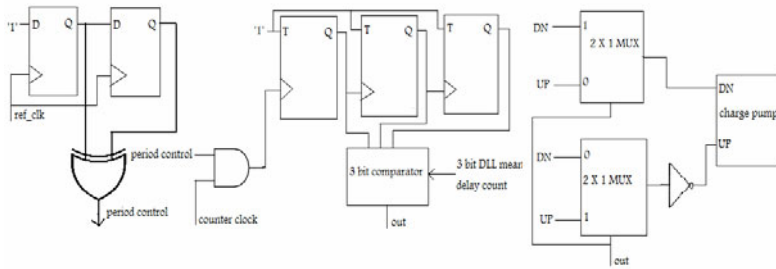 '1'
D
Q
D
Q
ref_clk
period control
'1'
T
Q
T
Q
T
Q
period control
counter clock
3 bit comparator
3 bit DLL mean
delay count
out
DN
1
2 X 1 MUX
UP
0
DN
0
2 X 1 MUX
UP
1
out
DN
charge pump
UP